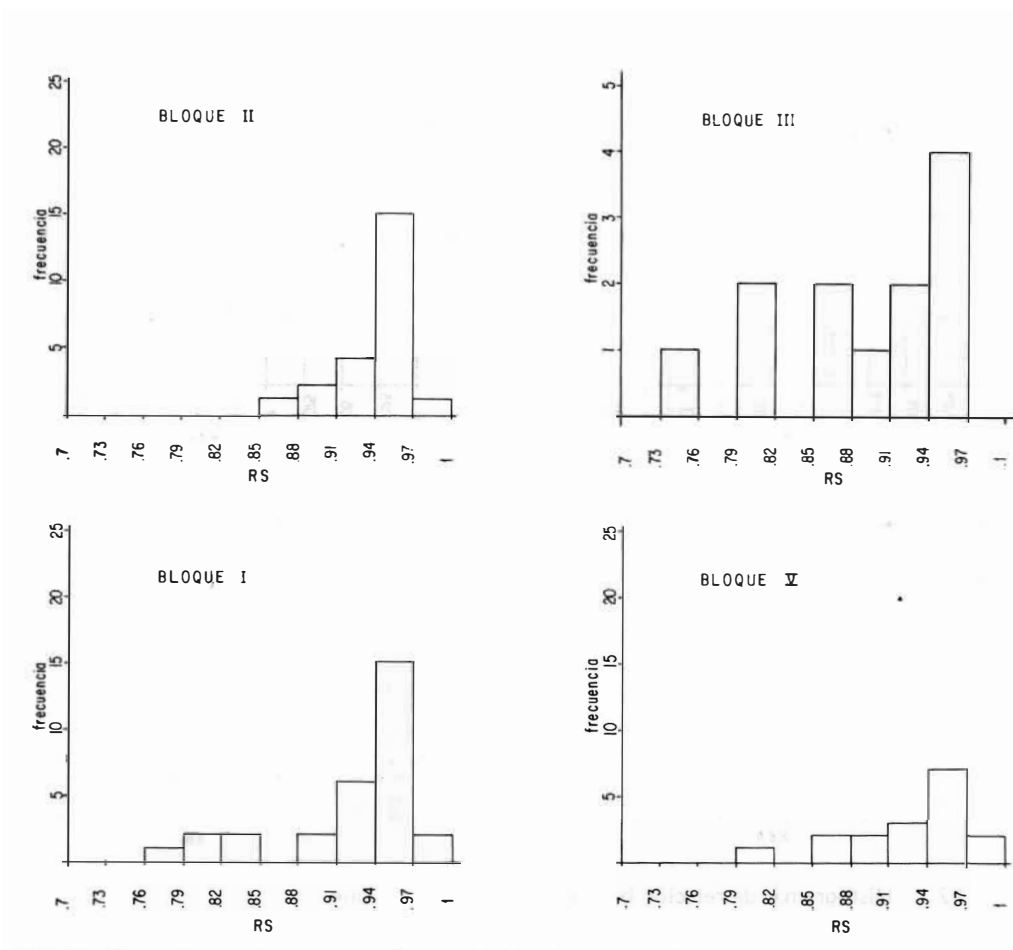 BLOQUE II
frecuencia
25
20
15
10
5
.7 .73 .76 .79 .82 .85 .88 .91 .94 .97 1
RS
BLOQUE III
frecuencia
5
4
3
2
1
.7 .73 .76 .79 .82 .85 .88 .91 .94 .97 .1
RS
BLOQUE I
frecuencia
25
20
15
10
5
.7 .73 .76 .79 .82 .85 .88 .91 .94 .97 1
RS
BLOQUE V
frecuencia
25
20
15
10
5
.7 .73 .76 .79 .82 .85 .88 .91 .94 .97 1
RS